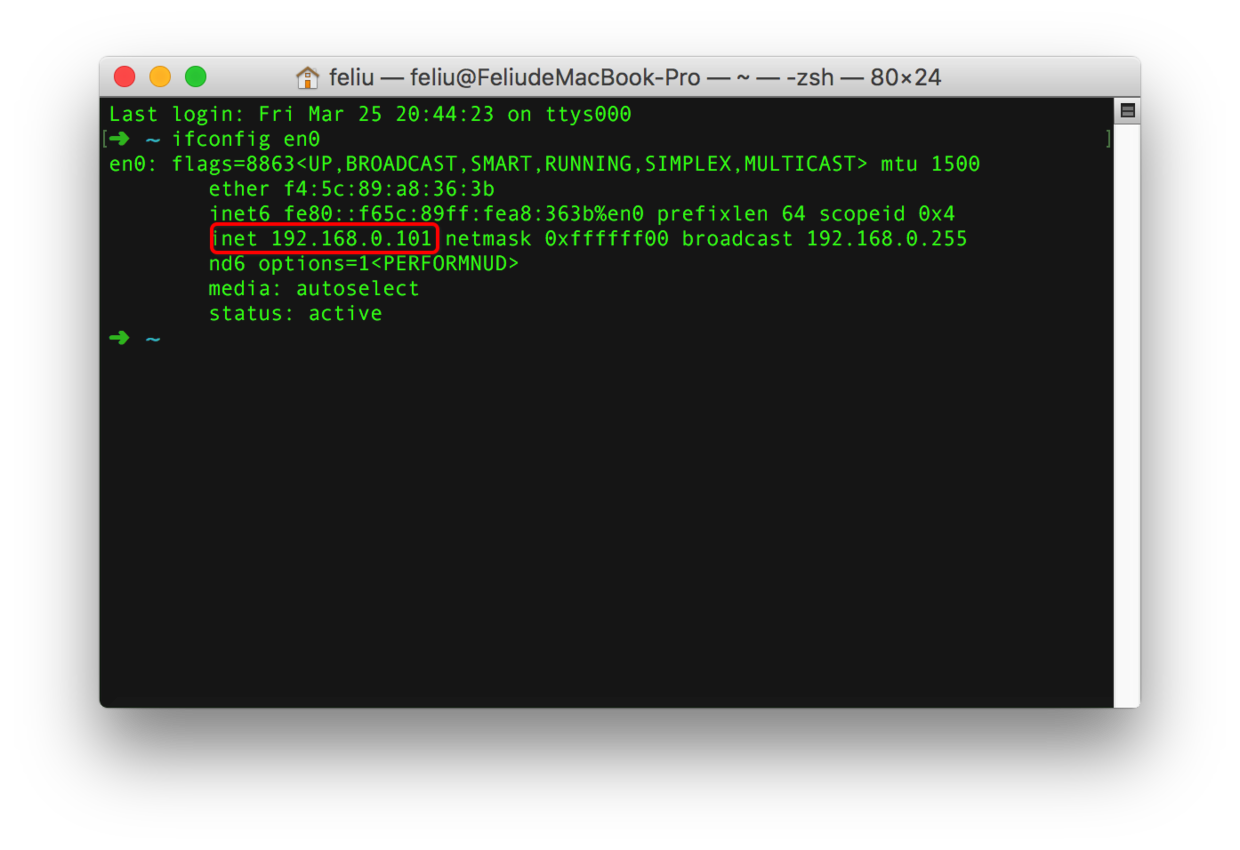 feliu — feliu@FeliudeMacBook-Pro — ~ — -zsh — 80×24
Last login: Fri Mar 25 20:44:23 on ttys000
[➜  ~ ifconfig en0 ]
en0: flags=8863<UP,BROADCAST,SMART,RUNNING,SIMPLEX,MULTICAST> mtu 1500
ether f4:5c:89:a8:36:3b
inet6 fe80::f65c:89ff:fea8:363b%en0 prefixlen 64 scopeid 0x4
inet 192.168.0.101 netmask 0xffffff00 broadcast 192.168.0.255
nd6 options=1<PERFORMNUD>
media: autoselect
status: active
➜  ~